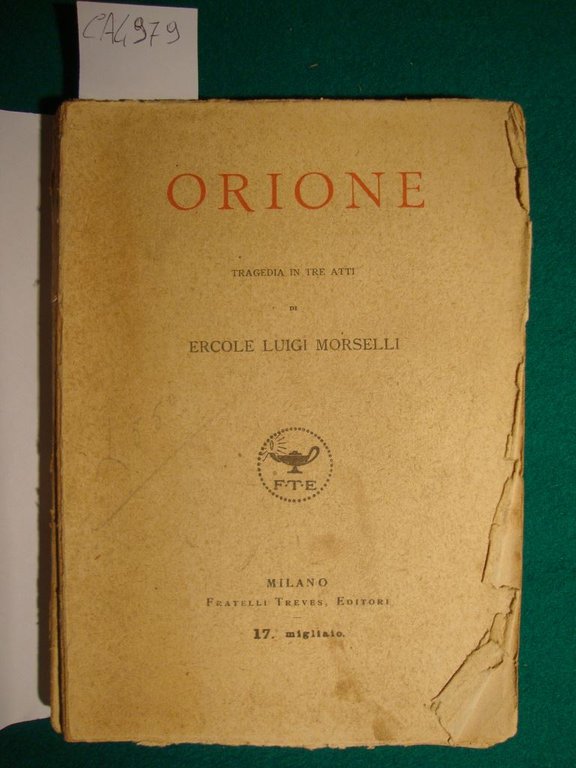 CA4979
ORIONE
TRAGEDIA IN TRE ATTI
DI
ERCOLE LUIGI MORSELLI
F·T·E
MILANO
FRATELLI TREVES, EDITORI
17. migliaio.